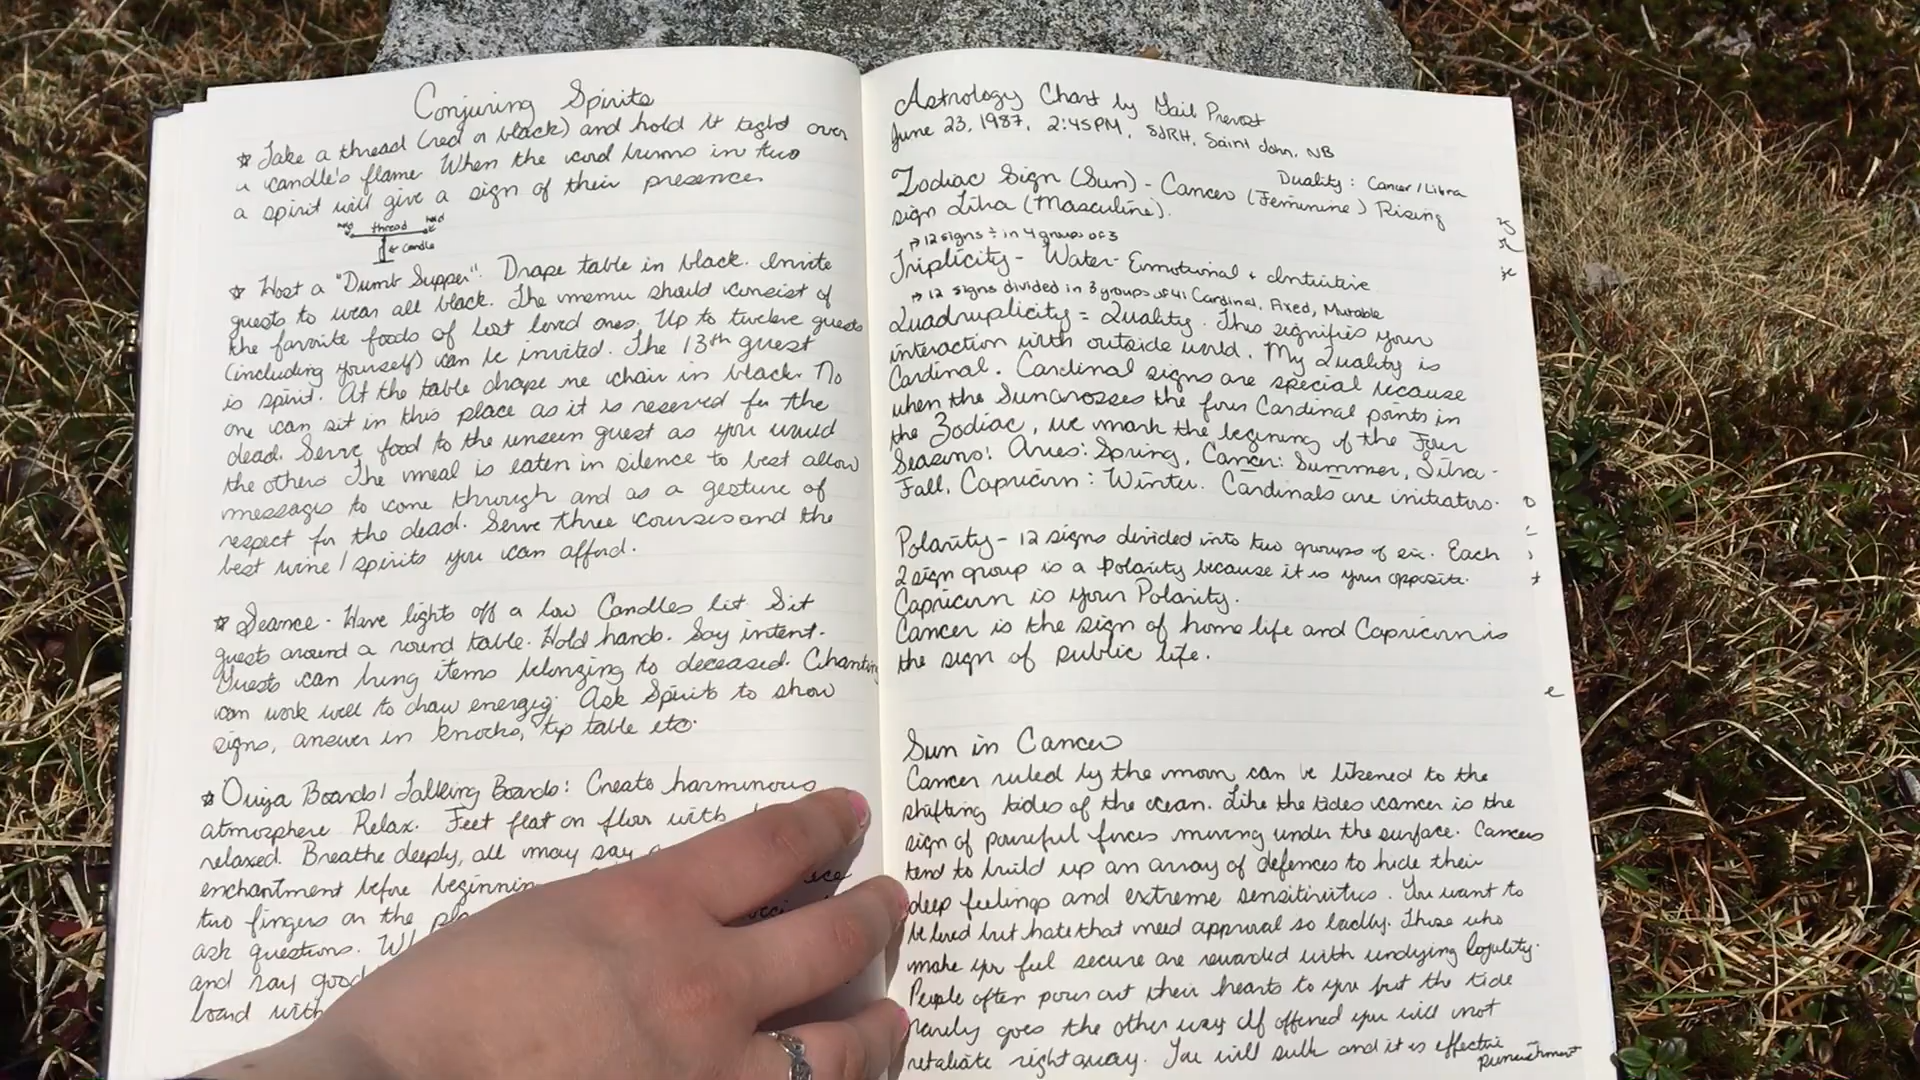 Conjuring Spirits
☆ Take a thread (red or black) and hold it tight over
a candle's flame. When the cord burns in two
a spirit will give a sign of their presence.
hold thread hold
← candle
☆ Host a "Dumb Supper". Drape table in black. Invite
guests to wear all black. The menu should consist of
the favorite foods of lost loved ones. Up to twelve guests
(including yourself) can be invited. The 13th guest
is spirit. At the table drape one chair in black. No
one can sit in this place as it is reserved for the
dead. Serve food to the unseen guest as you would
the others. The meal is eaten in silence to best allow
messages to come through and as a gesture of
respect for the dead. Serve three courses and the
best wine / spirits you can afford.
☆ Seance - Have lights off a low Candles lit. Sit
guests around a round table. Hold hands. Say intent.
Guests can bring items belonging to deceased. Chanting
can work well to draw energy. Ask Spirits to show
signs, answer in knocks, tip table etc.
☆ Ouija Boards / Talking Boards: Create harminous
atmosphere Relax. Feet flat on floor with
relaxed. Breathe deeply, all may say
enchantment before beginnin
two fingers on the pla
ask questions. Wh
and say good
board with
Astrology Chart by Gail Prevost
June 23, 1987, 2:45PM, SJRH, Saint John, NB
Duality: Cancer / Libra
Zodiac Sign (Sun) - Cancer (Feminine) Rising
sign Libra (Masculine).
↱ 12 signs ÷ in 4 group of 3
Triplicity - Water - Emmotional + Intuitive
↱ 12 signs divided in 3 groups of 4; Cardinal, Fixed, Mutable
Quadruplicity = Quality. This signifies your
interaction with outside world. My Quality is
Cardinal. Cardinal signs are special because
when the Sun crosses the four Cardinal points in
the Zodiac, we mark the begining of the Four
Seasons: Aries: Spring, Cancer: Summer, Libra -
Fall, Capricorn: Winter. Cardinals are initiators.
Polarity - 12 signs divided into two groups of six. Each
2 sign group is a Polarity because it is your opposite.
Capricorn is your Polarity.
Cancer is the sign of home life and Capricorn is
the sign of public life.
Sun in Cancer
Cancer ruled by the moon can be likened to the
shifting tides of the ocean. Like the tides cancer is the
sign of powerful forces moving under the surface. Cancers
tend to build up an array of defences to hide their
deep feelings and extreme sensitivities. You want to
be loved but hate that need approval so badly. Those who
make you feel secure are rewarded with undying loyality.
People often pour out their hearts to you but the tide
rarely goes the other way. If offened you will not
retaliate right away. You will sulk and it is effective